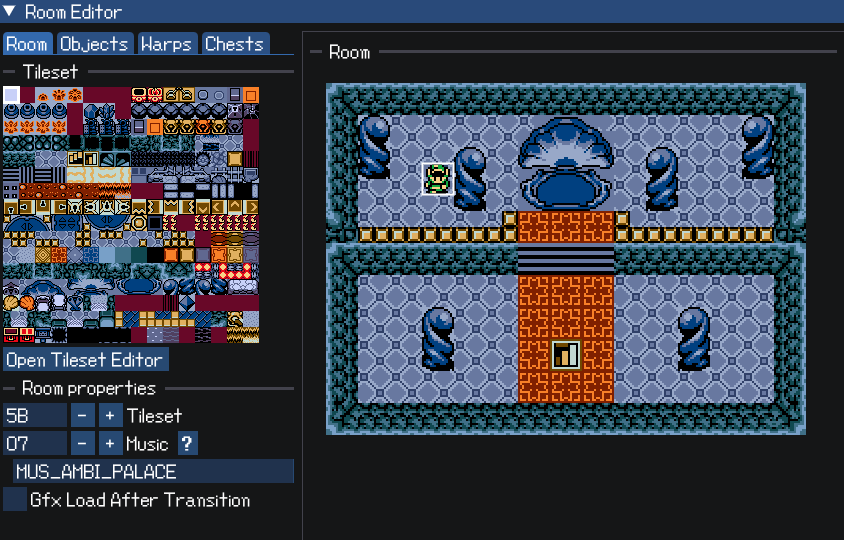 Room Editor
Room Objects Warps Chests
Tileset
Open Tileset Editor
Room properties
5B - + Tileset
07 - + Music ?
MUS_AMBI_PALACE
Gfx Load After Transition
Room